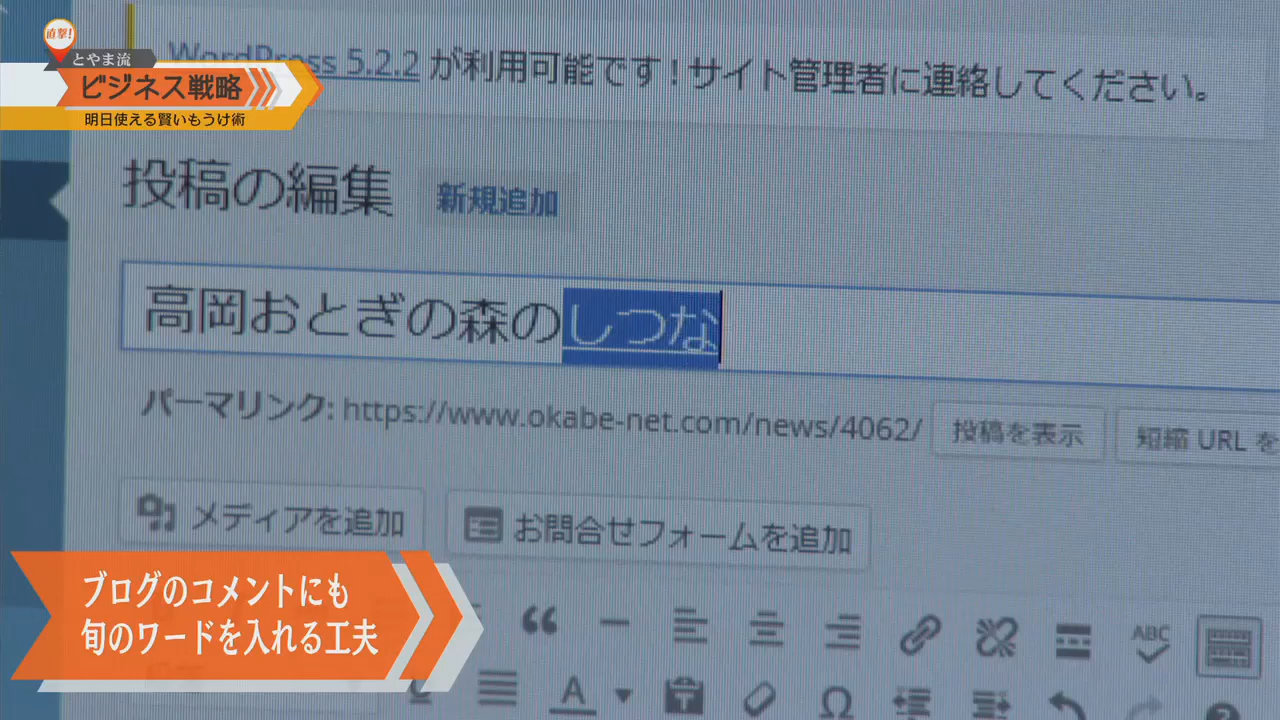 直撃!
とやま流
ビジネス戦略
明日使える賢いもうけ術
WordPress 5.2.2 が利用可能です！サイト管理者に連絡してください。
投稿の編集 新規追加
高岡おとぎの森のしつな
パーマリンク: https://www.okabe-net.com/news/4062/ 投稿を表示 短縮 URL を
メディアを追加 お問合せフォームを追加
ABC
ブログのコメントにも
旬のワードを入れる工夫